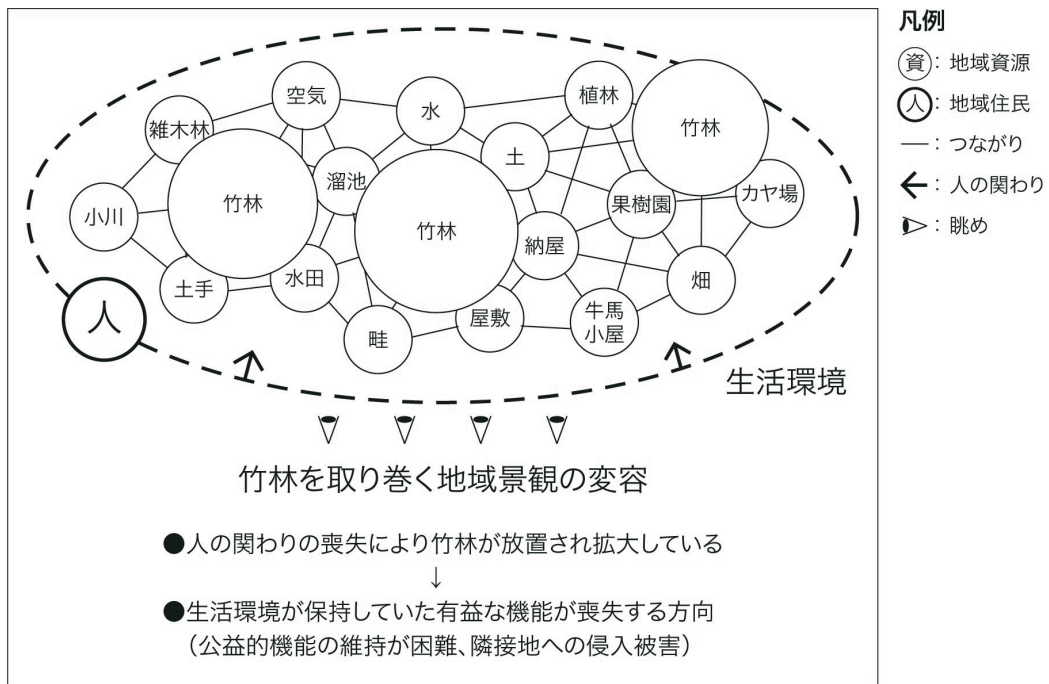 凡例
資：地域資源
人：地域住民
：つながり
：人の関わり
：眺め
空気
水
植林
竹林
雑木林
土
溜池
竹林
竹林
果樹園
カヤ場
小川
納屋
土手
水田
畑
人
畦
屋敷
牛馬
小屋
生活環境
竹林を取り巻く地域景観の変容
●人の関わりの喪失により竹林が放置され拡大している
↓
●生活環境が保持していた有益な機能が喪失する方向
（公益的機能の維持が困難、隣接地への侵入被害）